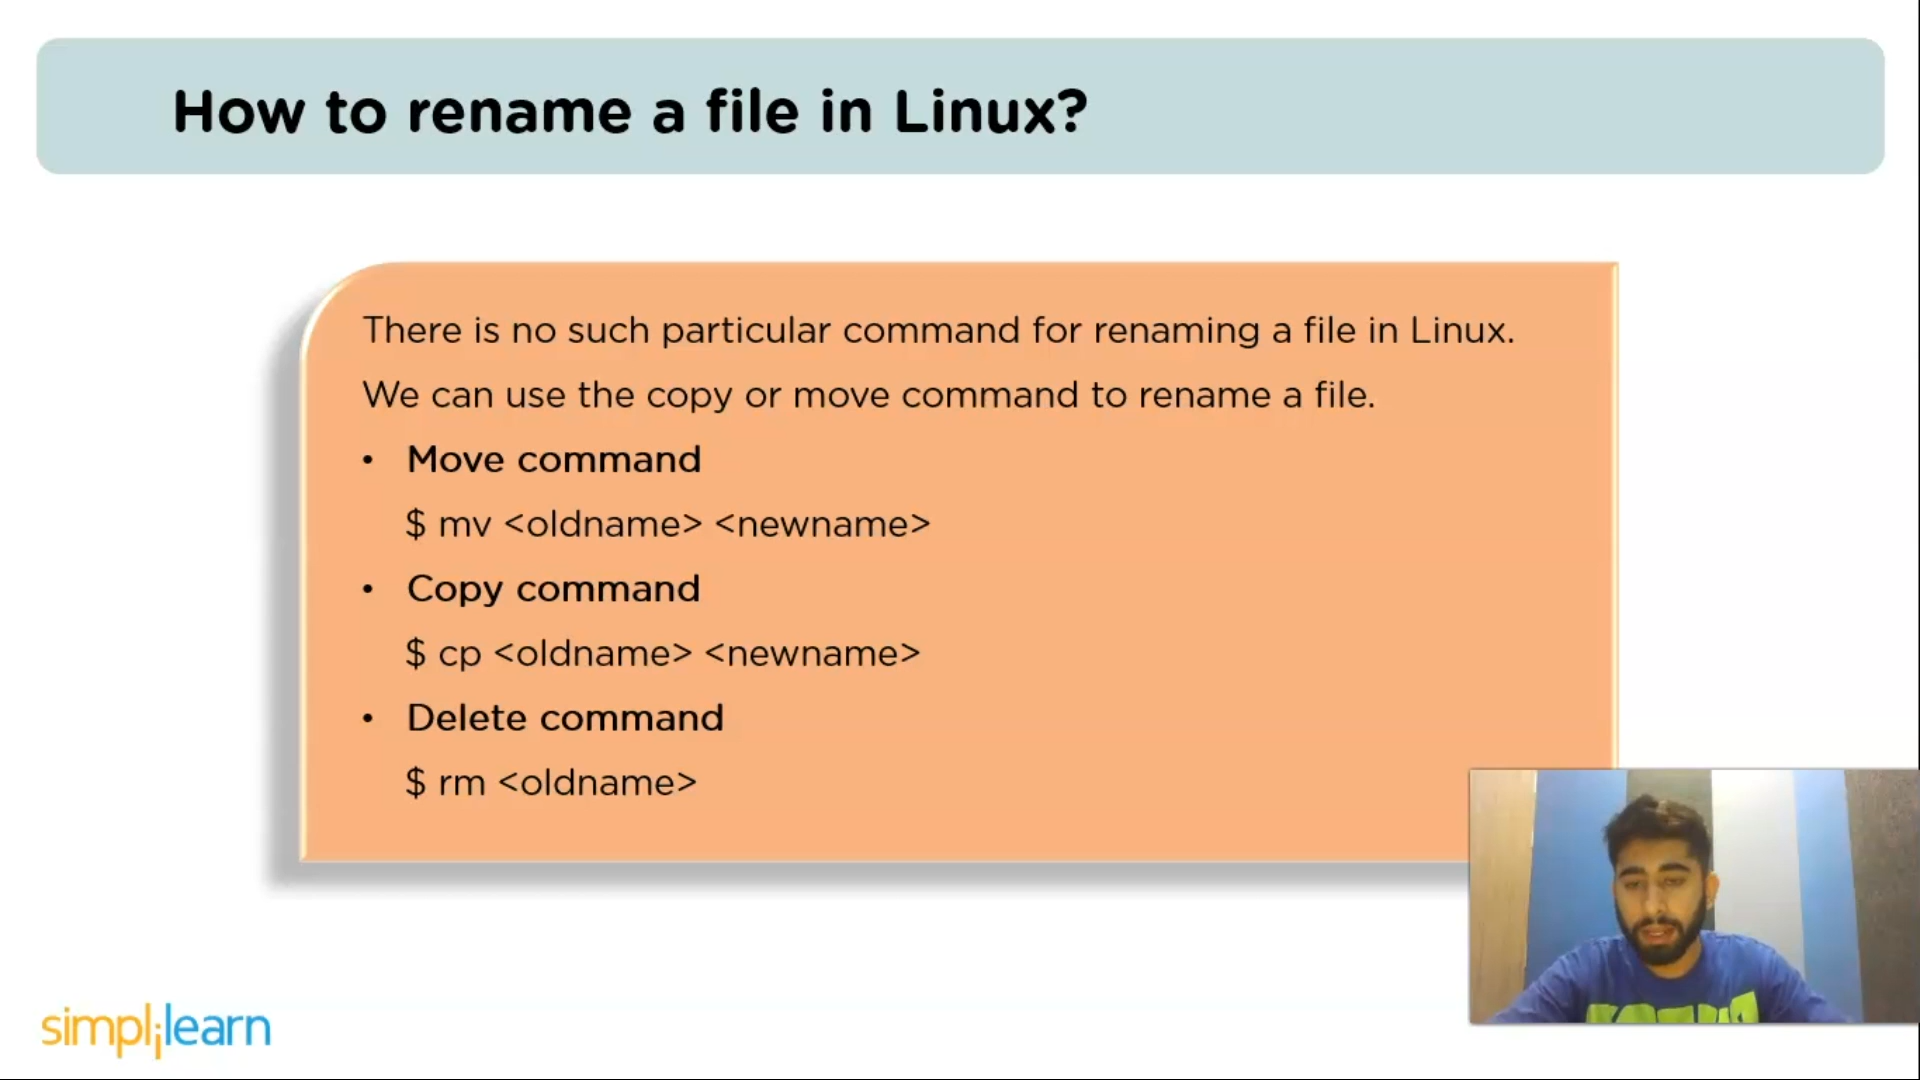 How to rename a file in Linux?
There is no such particular command for renaming a file in Linux.
We can use the copy or move command to rename a file.
• Move command
$ mv <oldname> <newname>
• Copy command
$ cp <oldname> <newname>
• Delete command
$ rm <oldname>
simplilearn